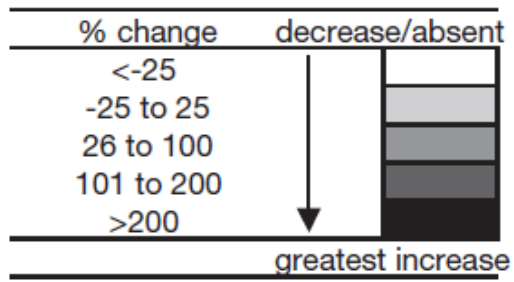 % change decrease/absent
<-25
-25 to 25
26 to 100
101 to 200
>200
greatest increase